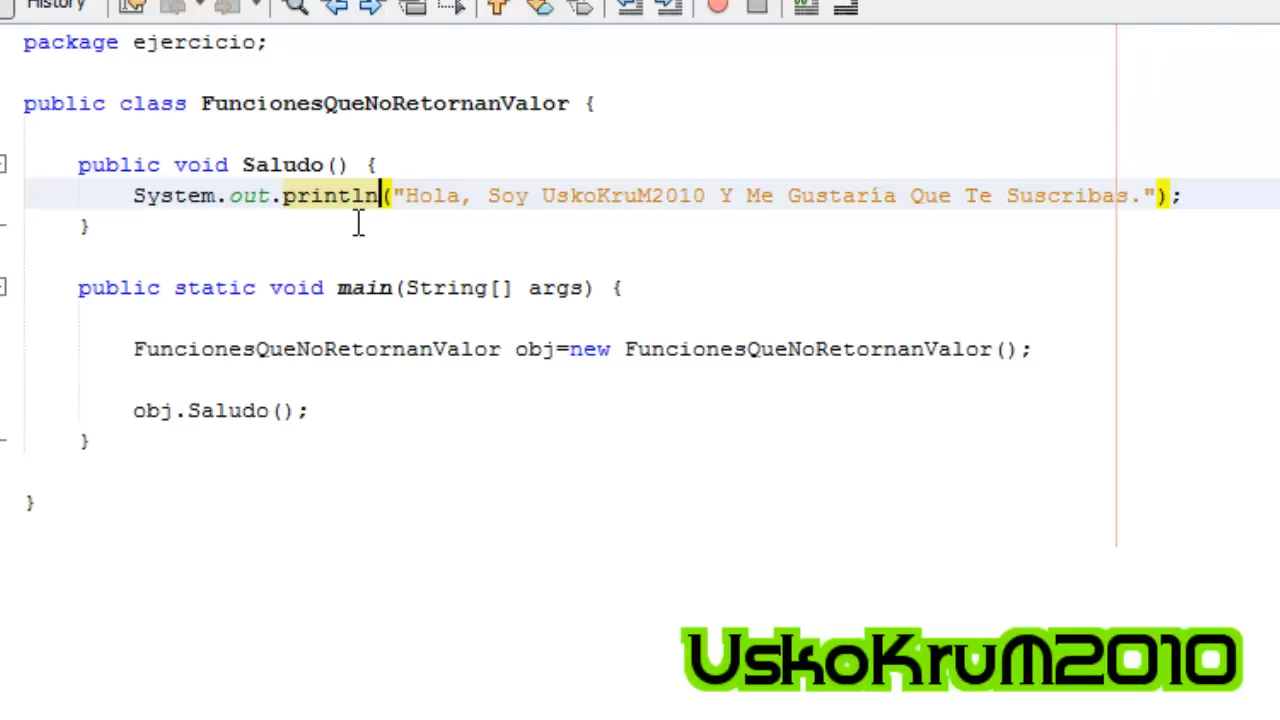 History
package ejercicio;
public class FuncionesQueNoRetornanValor {
public void Saludo() {
System.out.println("Hola, Soy UskoKruM2010 Y Me Gustaría Que Te Suscribas.");
}
public static void main(String[] args) {
FuncionesQueNoRetornanValor obj=new FuncionesQueNoRetornanValor();
obj.Saludo();
}
}
UskoKruM2010